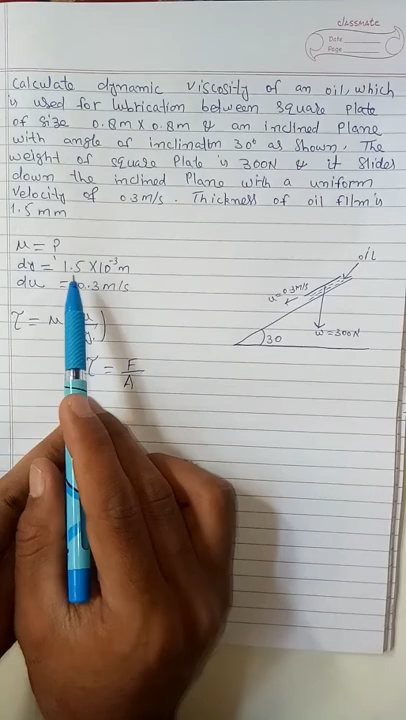 classmate
Date
Page
Calculate dynamic viscosity of an oil, which
is used for lubrication between square plate
of size 0.8m x 0.8m & an inclined plane
with angle of inclination 30° as shown. The
weight of square plate is 300N & it slides
down the inclined plane with a uniform
velocity of 0.3m/s. Thickness of oil film is
1.5 mm
μ = ?
dy = 1.5 × 10⁻³ m
du = 0.3 m/s
τ = μ
τ = F/A
oil
u=0.3m/s
30
w=300N